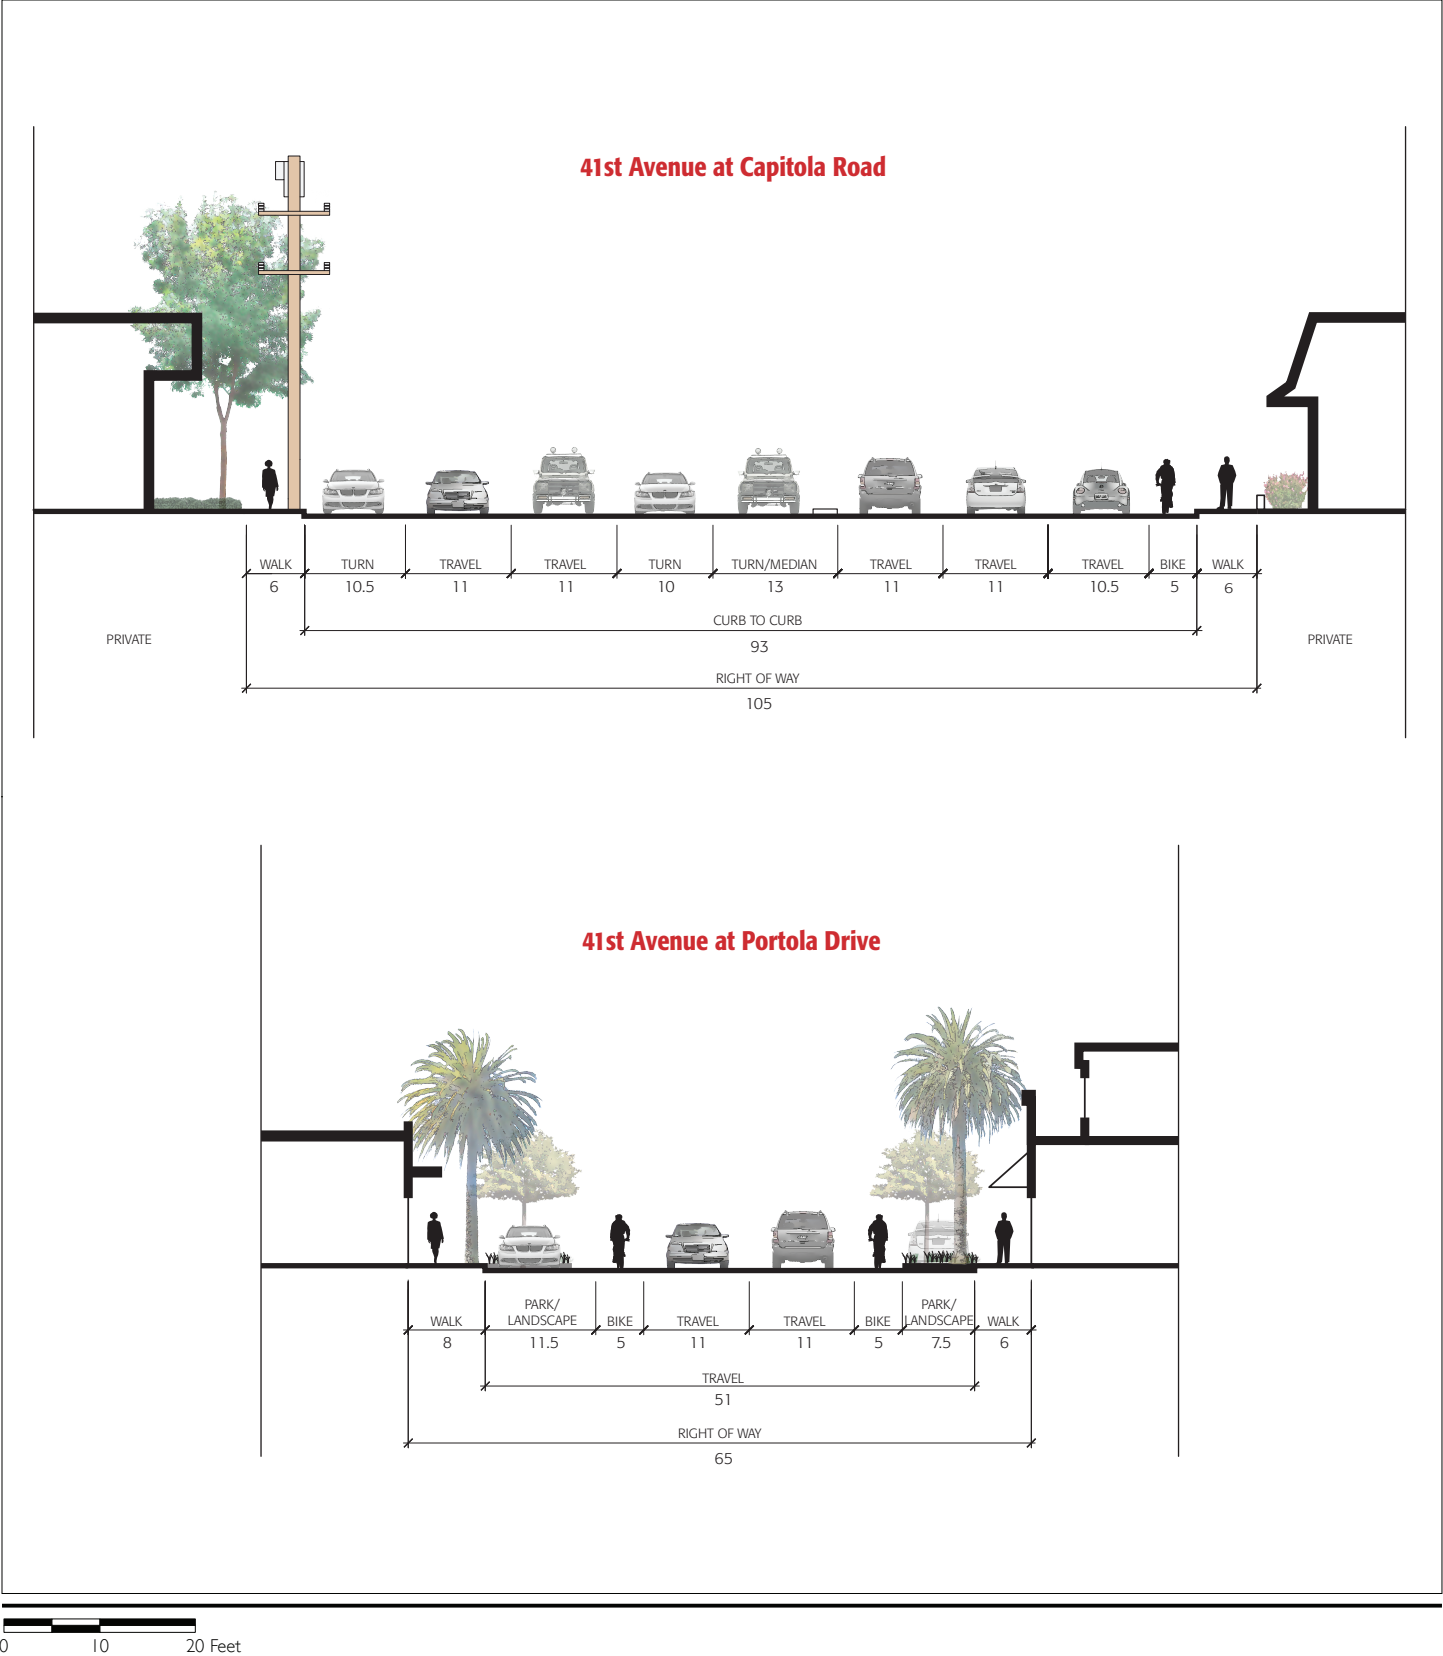 41st Avenue at Capitola Road
WALK TURN TRAVEL TRAVEL TURN TURN/MEDIAN TRAVEL TRAVEL TRAVEL BIKE WALK
6 10.5 11 11 10 13 11 11 10.5 5 6
CURB TO CURB
PRIVATE 93 PRIVATE
RIGHT OF WAY
105
41st Avenue at Portola Drive
PARK/ PARK/
WALK LANDSCAPE BIKE TRAVEL TRAVEL BIKE LANDSCAPE WALK
8 11.5 5 11 11 5 7.5 6
TRAVEL
51
RIGHT OF WAY
65
0 10 20 Feet